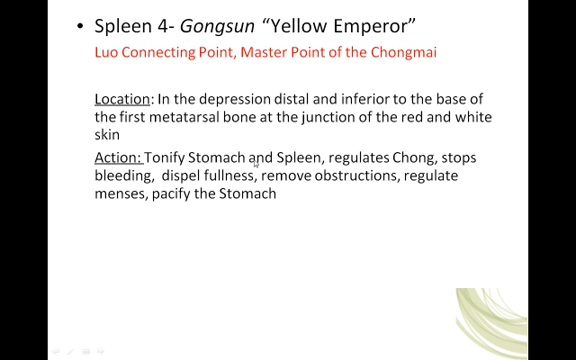 • Spleen 4- Gongsun “Yellow Emperor”
Luo Connecting Point, Master Point of the Chongmai
Location: In the depression distal and inferior to the base of
the first metatarsal bone at the junction of the red and white
skin
Action: Tonify Stomach and Spleen, regulates Chong, stops
bleeding,  dispel fullness, remove obstructions, regulate
menses, pacify the Stomach